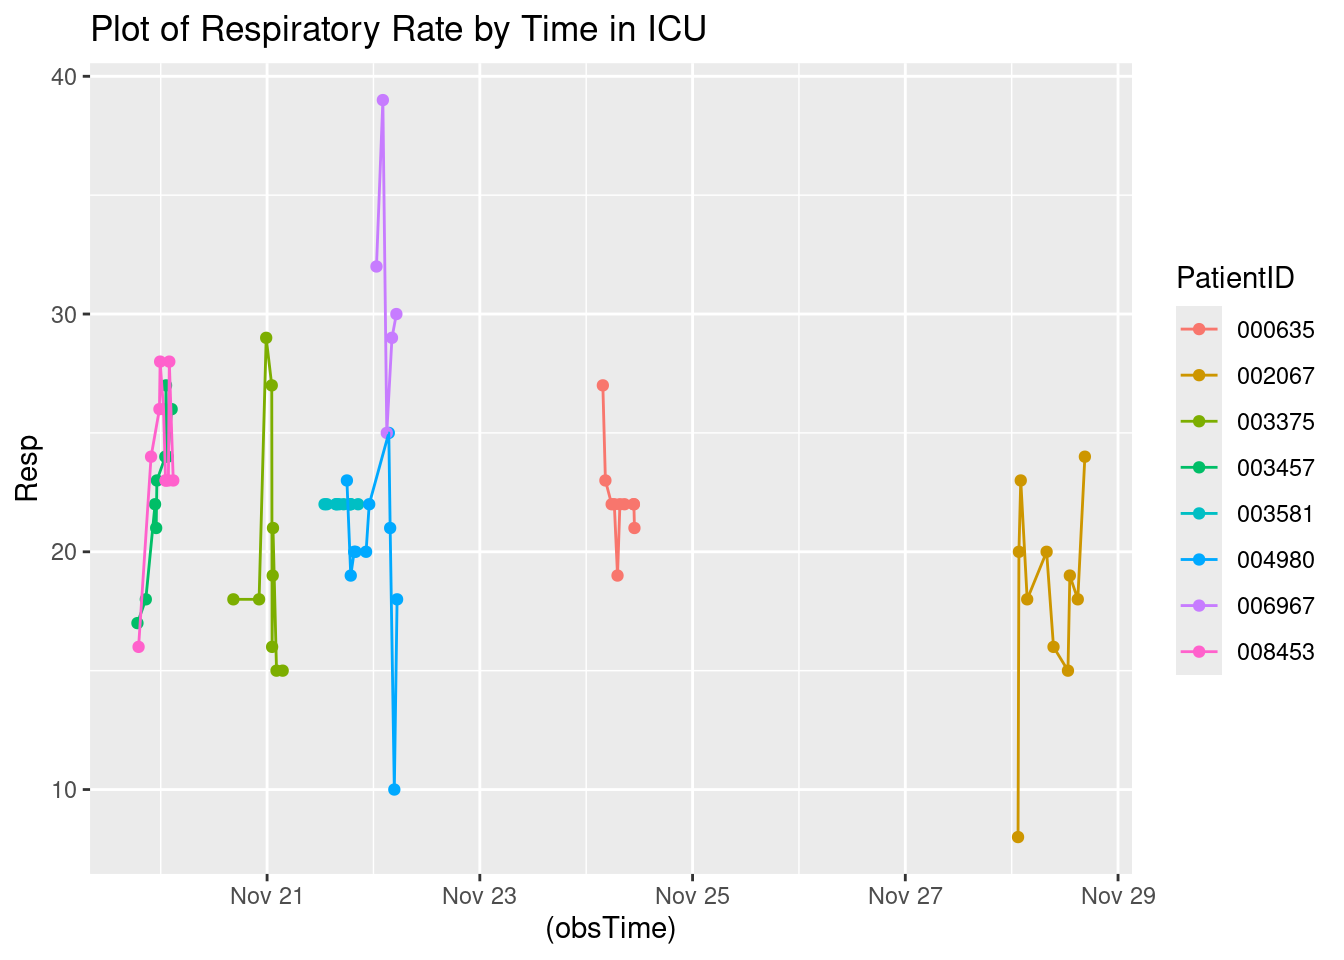 Plot of Respiratory Rate by Time in ICU
40
30
20
10
Resp
Nov 21
Nov 23
Nov 25
Nov 27
Nov 29
(obsTime)
PatientID
000635
002067
003375
003457
003581
004980
006967
008453